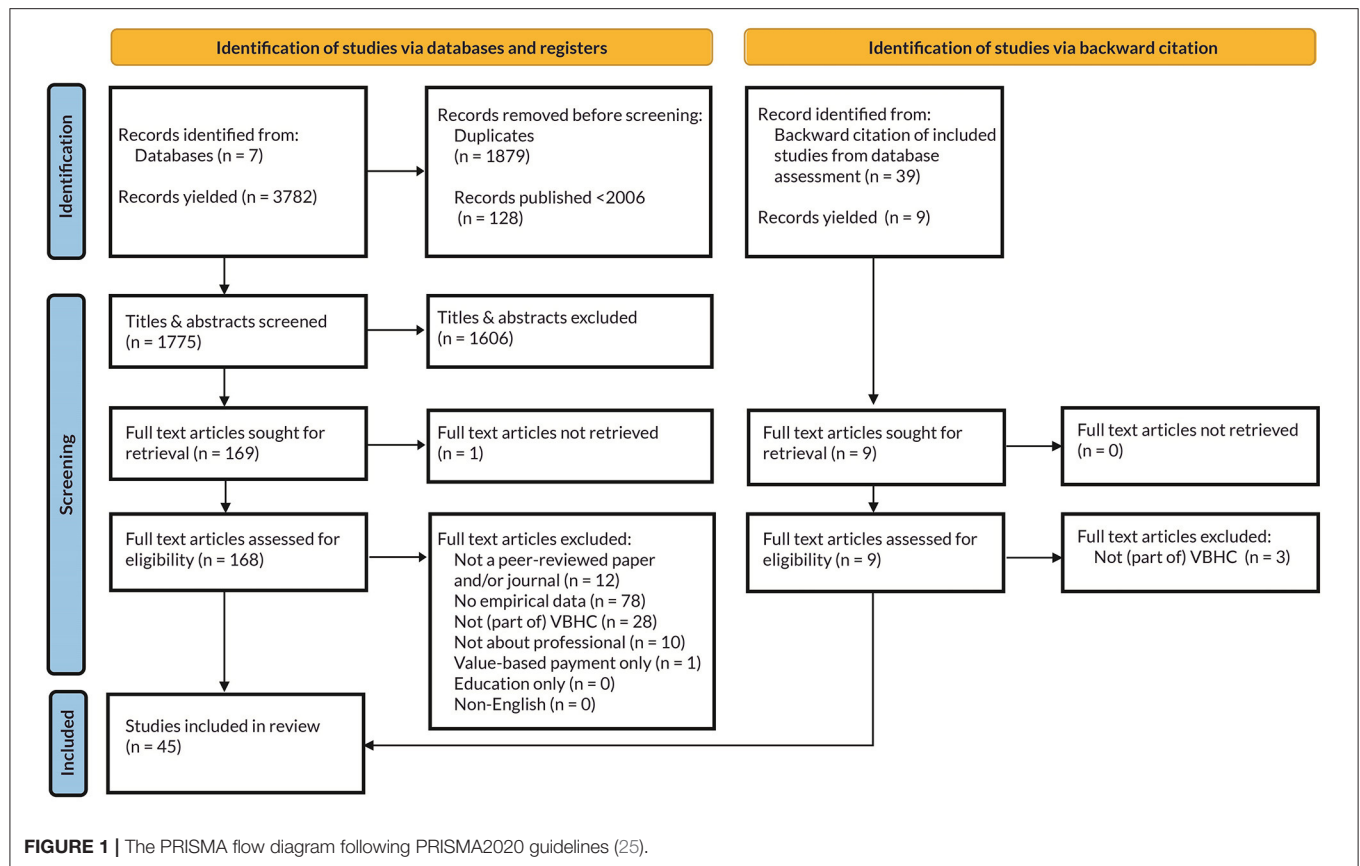 Identification of studies via databases and registers
Identification of studies via backward citation
Identification
Records identified from:
Databases (n = 7)
Records yielded (n = 3782)
Records removed before screening:
Duplicates
(n = 1879)
Records published <2006
(n = 128)
Record identified from:
Backward citation of included
studies from database
assessment (n = 39)
Records yielded (n = 9)
Screening
Titles & abstracts screened
(n = 1775)
Titles & abstracts excluded
(n = 1606)
Full text articles sought for
retrieval (n = 169)
Full text articles not retrieved
(n = 1)
Full text articles sought for
retrieval (n = 9)
Full text articles not retrieved
(n = 0)
Full text articles assessed for
eligibility (n = 168)
Full text articles excluded:
Not a peer-reviewed paper
and/or journal (n = 12)
No empirical data (n = 78)
Not (part of) VBHC (n = 28)
Not about professional (n = 10)
Value-based payment only (n = 1)
Education only (n = 0)
Non-English (n = 0)
Full text articles assessed for
eligibility (n = 9)
Full text articles excluded:
Not (part of) VBHC (n = 3)
Included
Studies included in review
(n = 45)
FIGURE 1 | The PRISMA flow diagram following PRISMA2020 guidelines (25).